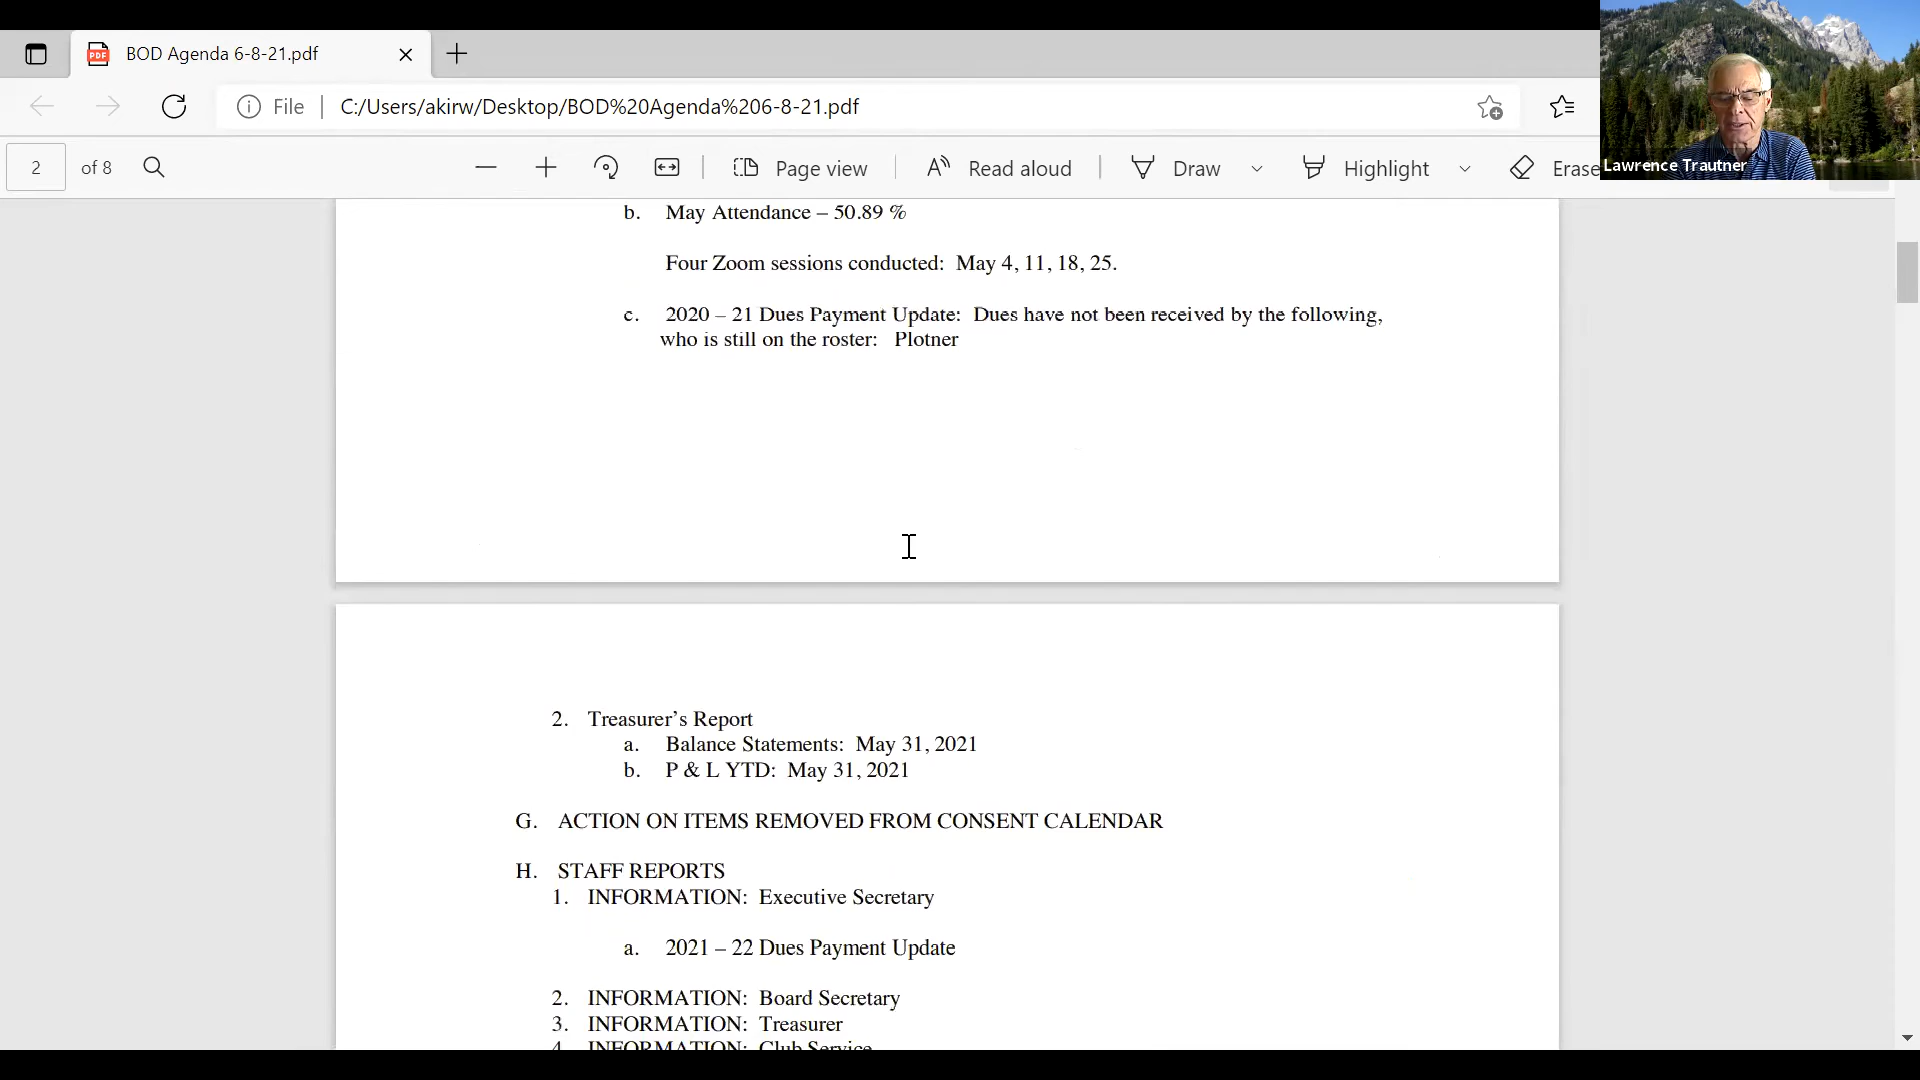 BOD Agenda 6-8-21.pdf
File | C:/Users/akirw/Desktop/BOD%20Agenda%206-8-21.pdf
2 of 8 Page view Read aloud Draw Highlight Erase
Lawrence Trautner
b. May Attendance – 50.89 %
Four Zoom sessions conducted: May 4, 11, 18, 25.
c. 2020 – 21 Dues Payment Update: Dues have not been received by the following,
who is still on the roster: Plotner
2. Treasurer's Report
a. Balance Statements: May 31, 2021
b. P & L YTD: May 31, 2021
G. ACTION ON ITEMS REMOVED FROM CONSENT CALENDAR
H. STAFF REPORTS
1. INFORMATION: Executive Secretary
a. 2021 – 22 Dues Payment Update
2. INFORMATION: Board Secretary
3. INFORMATION: Treasurer
4. INFORMATION: Club Service